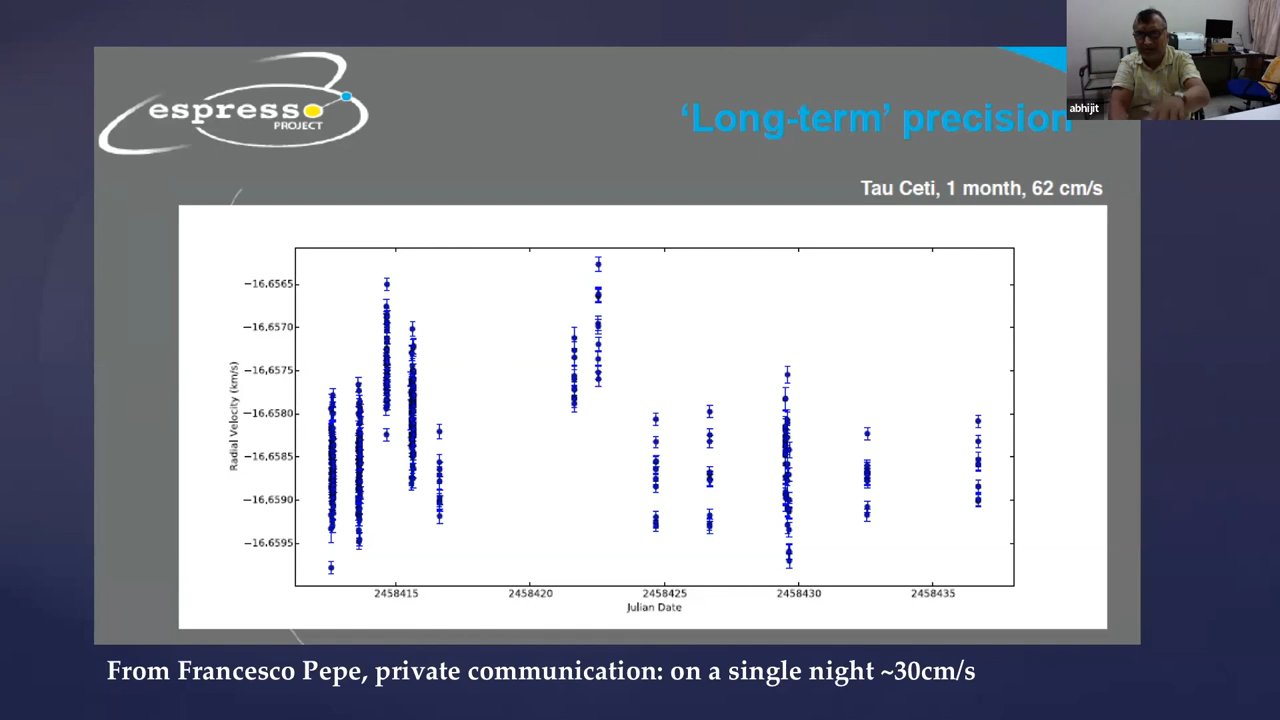 espresso
PROJECT
‘Long-term’ precision
abhijit
Tau Ceti, 1 month, 62 cm/s
−16,6565
−16,6570
−16,6575
−16,6580
−16,6585
−16,6590
−16,6595
Radial Velocity (km/s)
2458415
2458420
2458425
2458430
2458435
Julian Date
From Francesco Pepe, private communication: on a single night ~30cm/s